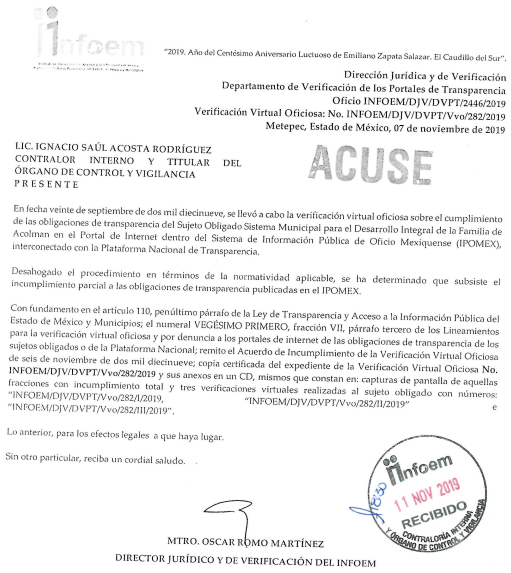 infoem
"2019. Año del Centésimo Aniversario Luctuoso de Emiliano Zapata Salazar. El Caudillo del Sur".
Dirección Jurídica y de Verificación
Departamento de Verificación de los Portales de Transparencia
Oficio INFOEM/DJV/DVPT/2446/2019
Verificación Virtual Oficiosa: No. INFOEM/DJV/DVPT/Vvo/282/2019
Metepec, Estado de México, 07 de noviembre de 2019
LIC. IGNACIO SAÚL ACOSTA RODRÍGUEZ
CONTRALOR INTERNO Y TITULAR DEL
ÓRGANO DE CONTROL Y VIGILANCIA
P R E S E N T E
ACUSE
En fecha veinte de septiembre de dos mil diecinueve, se llevó a cabo la verificación virtual oficiosa sobre el cumplimiento
de las obligaciones de transparencia del Sujeto Obligado Sistema Municipal para el Desarrollo Integral de la Familia de
Acolman en el Portal de Internet dentro del Sistema de Información Pública de Oficio Mexiquense (IPOMEX),
interconectado con la Plataforma Nacional de Transparencia.
Desahogado el procedimiento en términos de la normatividad aplicable, se ha determinado que subsiste el
incumplimiento parcial a las obligaciones de transparencia publicadas en el IPOMEX.
Con fundamento en el artículo 110, penúltimo párrafo de la Ley de Transparencia y Acceso a la Información Pública del
Estado de México y Municipios; el numeral VEGÉSIMO PRIMERO, fracción VII, párrafo tercero de los Lineamientos
para la verificación virtual oficiosa y por denuncia a los portales de internet de las obligaciones de transparencia de los
sujetos obligados o de la Plataforma Nacional; remito el Acuerdo de Incumplimiento de la Verificación Virtual Oficiosa
de seis de noviembre de dos mil diecinueve; copia certificada del expediente de la Verificación Virtual Oficiosa No.
INFOEM/DJV/DVPT/Vvo/282/2019 y sus anexos en un CD, mismos que constan en: capturas de pantalla de aquellas
fracciones con incumplimiento total y tres verificaciones virtuales realizadas al sujeto obligado con números:
"INFOEM/DJV/DVPT/Vvo/282/I/2019, "INFOEM/DJV/DVPT/Vvo/282/II/2019" e
"INFOEM/DJV/DVPT/Vvo/282/III/2019".
Lo anterior, para los efectos legales a que haya lugar.
Sin otro particular, reciba un cordial saludo.
infoem
11 NOV 2019
RECIBIDO
CONTRALORÍA INTERNA
Y ÓRGANO DE CONTROL Y VIGILANCIA
MTRO. OSCAR ROMO MARTÍNEZ
DIRECTOR JURÍDICO Y DE VERIFICACIÓN DEL INFOEM